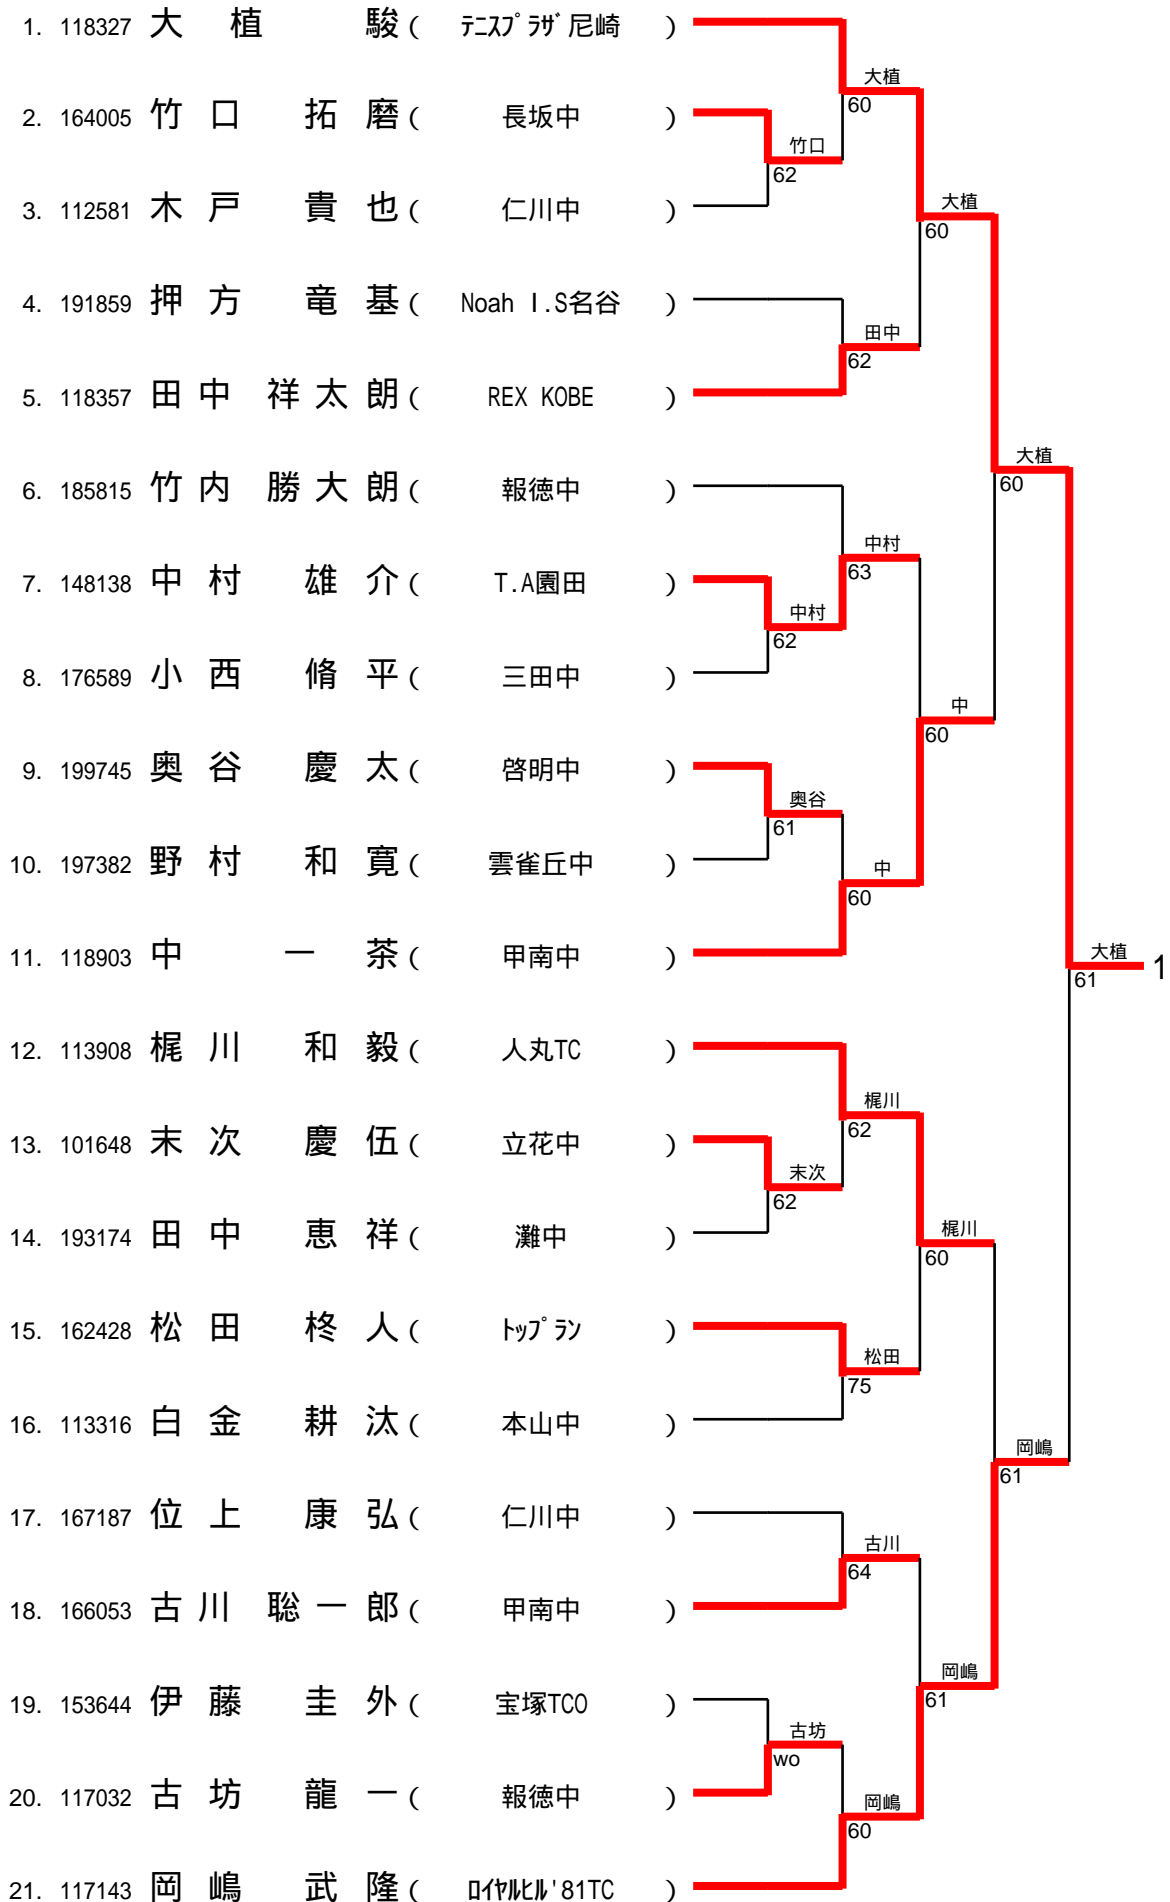 1. 118327 大植 駿 ( テニスプラザ尼崎 )
大植
60
2. 164005 竹口 拓磨 ( 長坂中 )
竹口
62
3. 112581 木戸 貴也 ( 仁川中 )
大植
60
4. 191859 押方 竜基 ( Noah I.S名谷 )
田中
62
5. 118357 田中 祥太朗 ( REX KOBE )
大植
60
6. 185815 竹内 勝大朗 ( 報徳中 )
中村
63
7. 148138 中村 雄介 ( T.A園田 )
中村
62
8. 176589 小西 脩平 ( 三田中 )
中
60
9. 199745 奥谷 慶太 ( 啓明中 )
奥谷
61
10. 197382 野村 和寛 ( 雲雀丘中 )
中
60
11. 118903 中 一茶 ( 甲南中 )
大植
61
1
12. 113908 梶川 和毅 ( 人丸TC )
梶川
62
13. 101648 末次 慶伍 ( 立花中 )
末次
62
14. 193174 田中 恵祥 ( 灘中 )
梶川
60
15. 162428 松田 柊人 ( トップラン )
松田
75
16. 113316 白金 耕汰 ( 本山中 )
岡嶋
61
17. 167187 位上 康弘 ( 仁川中 )
古川
64
18. 166053 古川 聡一郎 ( 甲南中 )
岡嶋
61
19. 153644 伊藤 圭外 ( 宝塚TCO )
古坊
wo
20. 117032 古坊 龍一 ( 報徳中 )
岡嶋
60
21. 117143 岡嶋 武隆 ( ロイヤルヒル'81TC )